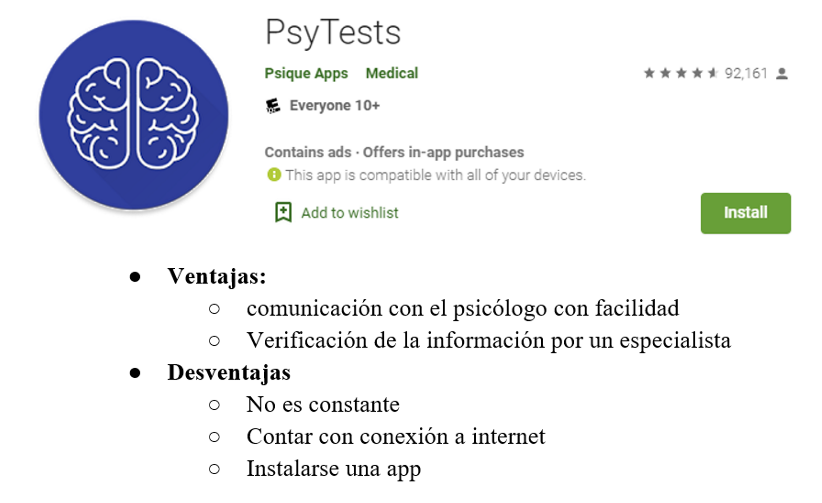 PsyTests
Psique Apps Medical 92,161
Everyone 10+
Contains ads · Offers in-app purchases
This app is compatible with all of your devices.
Add to wishlist Install
● Ventajas:
○ comunicación con el psicólogo con facilidad
○ Verificación de la información por un especialista
● Desventajas
○ No es constante
○ Contar con conexión a internet
○ Instalarse una app